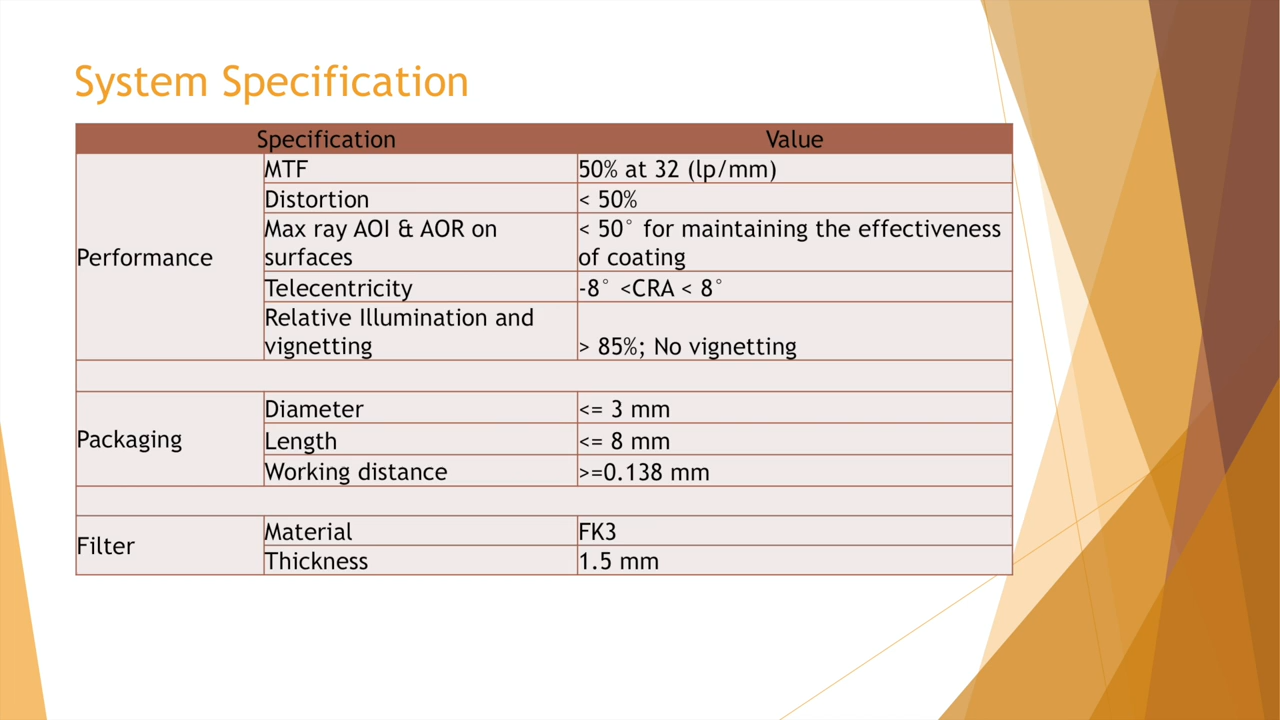 System Specification
Specification Value
Performance
MTF 50% at 32 (lp/mm)
Distortion < 50%
Max ray AOI & AOR on
surfaces
< 50° for maintaining the effectiveness
of coating
Telecentricity -8° <CRA < 8°
Relative Illumination and
vignetting
> 85%; No vignetting
Packaging
Diameter <= 3 mm
Length <= 8 mm
Working distance >=0.138 mm
Filter
Material FK3
Thickness 1.5 mm